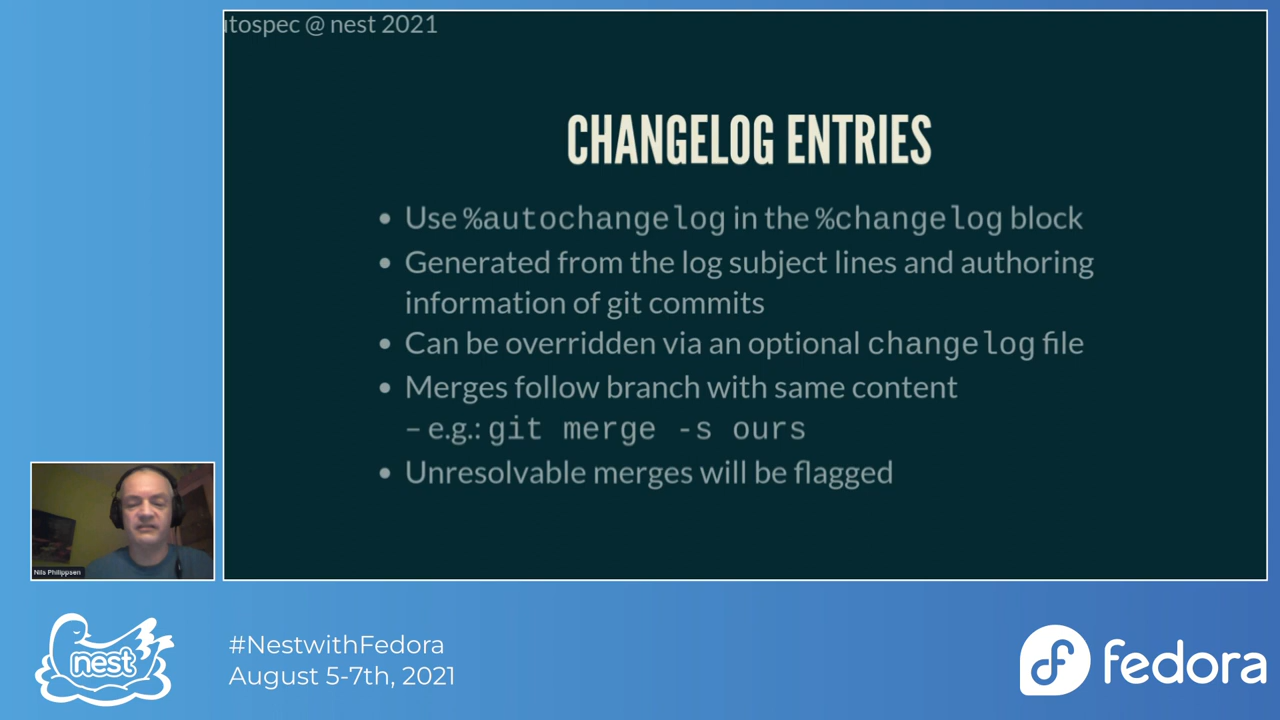 utospec @ nest 2021
CHANGELOG ENTRIES
• Use %autochangelog in the %changelog block
• Generated from the log subject lines and authoring
information of git commits
• Can be overridden via an optional changelog file
• Merges follow branch with same content
– e.g.: git merge -s ours
• Unresolvable merges will be flagged
Nils Philippsen
nest
#NestwithFedora
August 5-7th, 2021
fedora